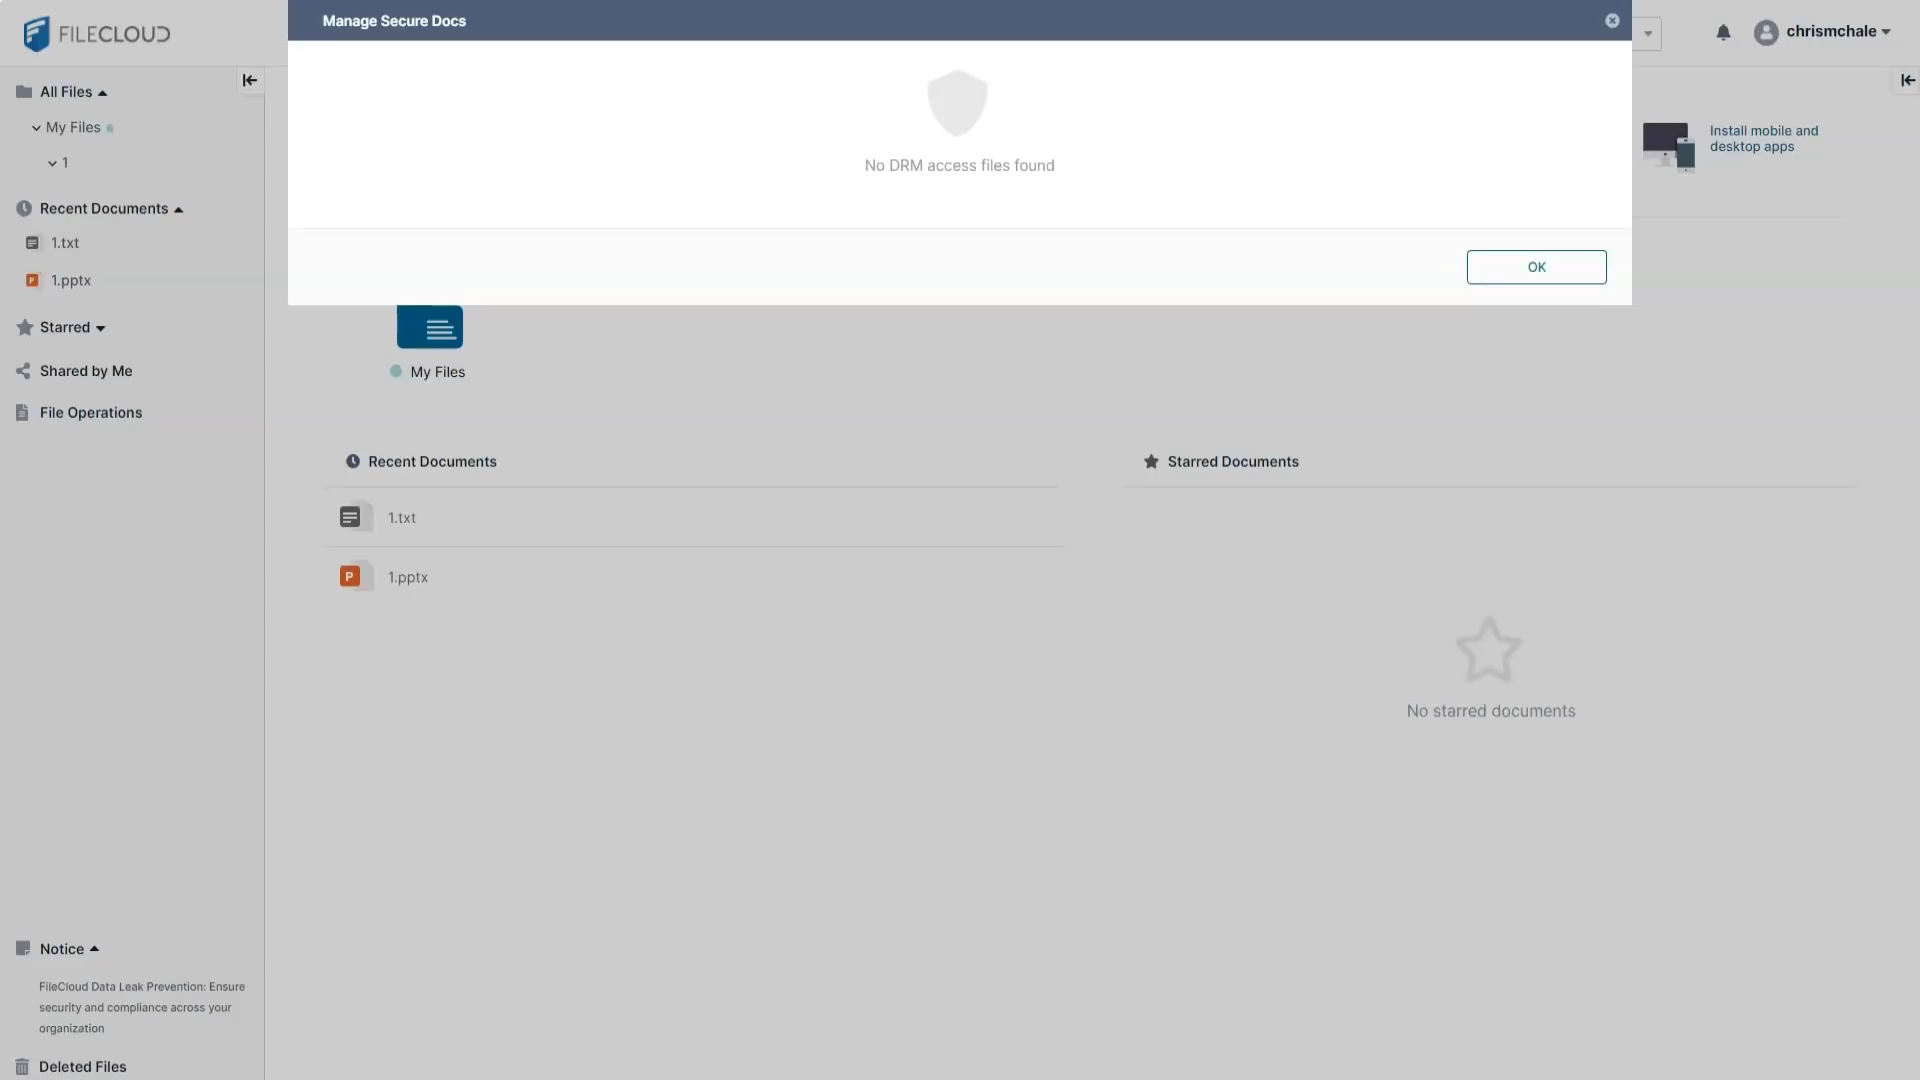 Manage Secure Docs
FILECLOUD
chrismchale
All Files
My Files
1
Recent Documents
1.txt
1.pptx
Starred
Shared by Me
File Operations
No DRM access files found
OK
Install mobile and
desktop apps
My Files
Recent Documents
1.txt
P 1.pptx
Starred Documents
No starred documents
Notice
FileCloud Data Leak Prevention: Ensure
security and compliance across your
organization
Deleted Files